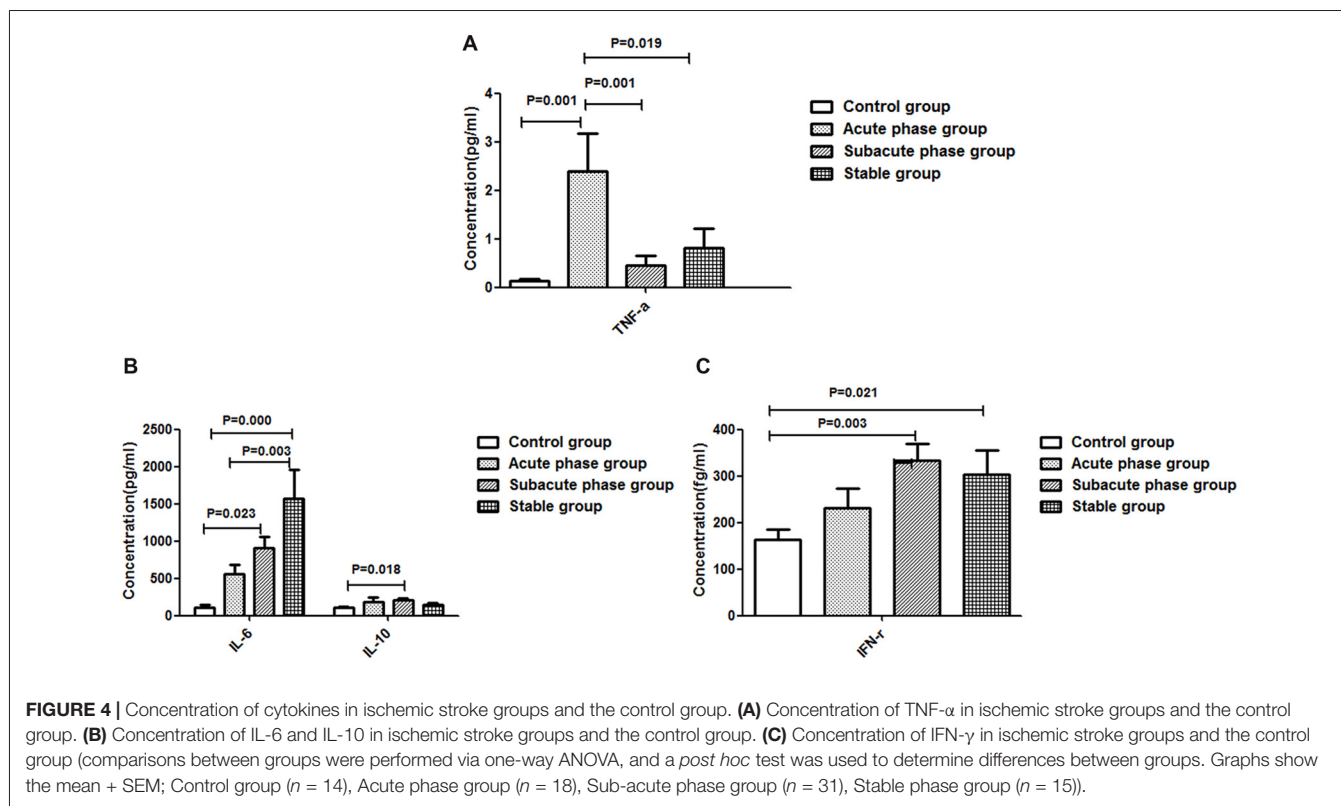 A
P=0.019
P=0.001
P=0.001
4
3
2
1
0
Concentration(pg/ml)
TNF-a
Control group
Acute phase group
Subacute phase group
Stable group
B
P=0.000
P=0.003
P=0.023
P=0.018
2500
2000
1500
1000
500
0
Concentration(pg/ml)
IL-6
IL-10
Control group
Acute phase group
Subacute phase group
Stable group
C
P=0.021
P=0.003
400
300
200
100
0
Concentration(fg/ml)
IFN-r
Control group
Acute phase group
Subacute phase group
Stable group
FIGURE 4 | Concentration of cytokines in ischemic stroke groups and the control group. (A) Concentration of TNF-α in ischemic stroke groups and the control
group. (B) Concentration of IL-6 and IL-10 in ischemic stroke groups and the control group. (C) Concentration of IFN-γ in ischemic stroke groups and the control
group (comparisons between groups were performed via one-way ANOVA, and a post hoc test was used to determine differences between groups. Graphs show
the mean + SEM; Control group (n = 14), Acute phase group (n = 18), Sub-acute phase group (n = 31), Stable phase group (n = 15)).